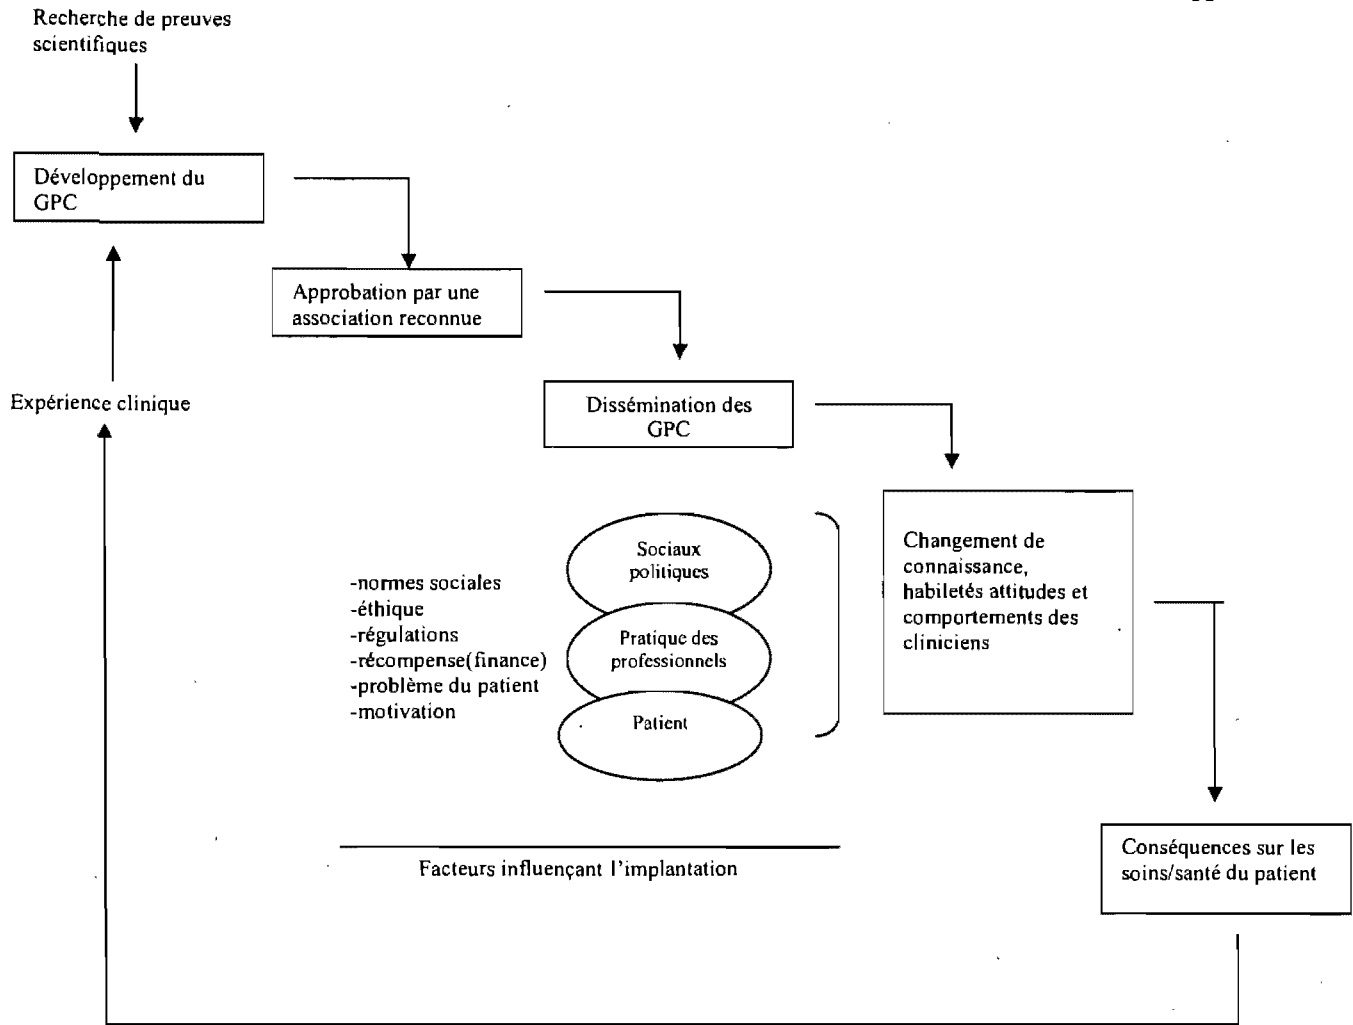 Recherche de preuves
scientifiques
Développement du
GPC
Approbation par une
association reconnue
Expérience clinique
Dissémination des
GPC
Sociaux
politiques
Pratique des
professionnels
Patient
-normes sociales
-éthique
-régulations
-récompense(finance)
-problème du patient
-motivation
Changement de
connaissance,
habiletés attitudes et
comportements des
cliniciens
Facteurs influençant l'implantation
Conséquences sur les
soins/santé du patient